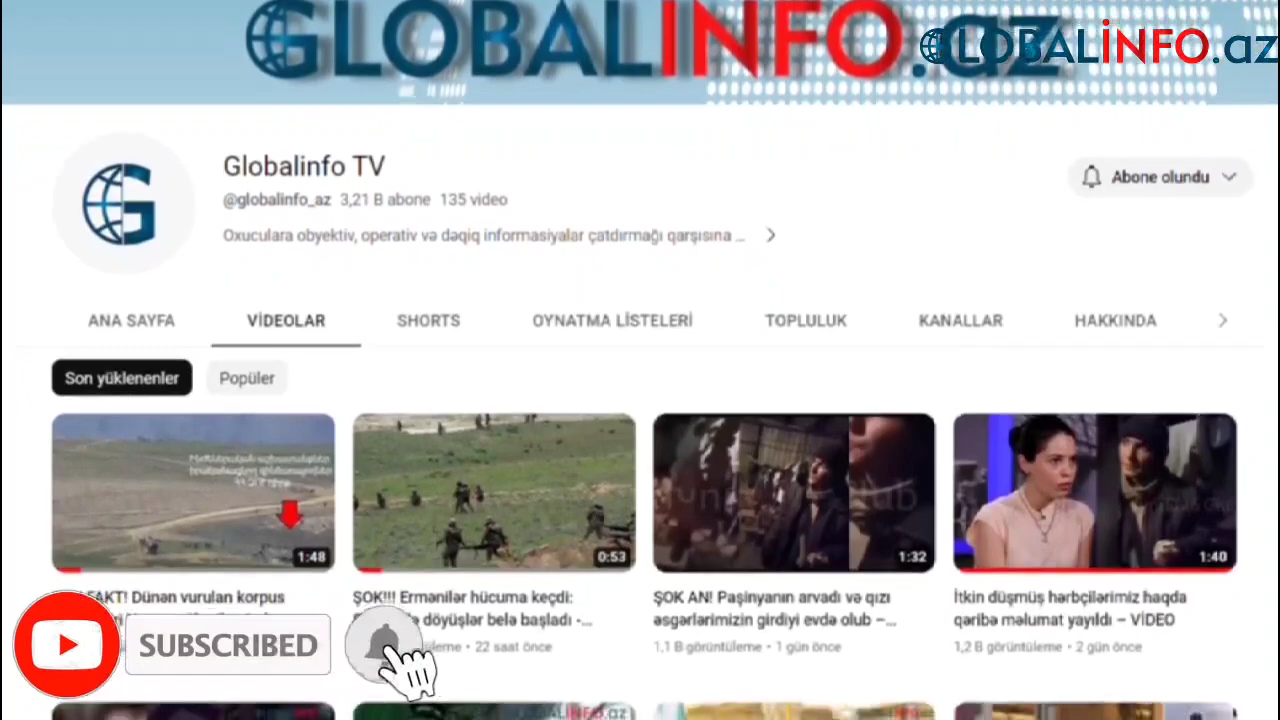 GLOBALINFO.az
GLOBALİNFO.az
Globalinfo TV
@globalinfo_az 3,21 B abone 135 video
Oxuculara obyektiv, operativ və dəqiq informasiyalar çatdırmağı qarşısına ...
Abone olundu
ANA SAYFA VİDEOLAR SHORTS OYNATMA LİSTELERİ TOPLULUK KANALLAR HAKKINDA
Son yüklenenler Popüler
1:48 0:53 1:32 1:40
FAKT! Dünən vurulan korpus
ŞOK!!! Ermənilər hücuma keçdi:
döyüşlər belə başladı -...
22 saat önce
ŞOK AN! Paşinyanın arvadı və qızı
əsgərlərimizin girdiyi evdə olub –...
1,1 B görüntüleme • 1 gün önce
İtkin düşmüş hərbçilərimiz haqda
qəribə məlumat yayıldı – VİDEO
1,2 B görüntüleme • 2 gün önce
SUBSCRIBED